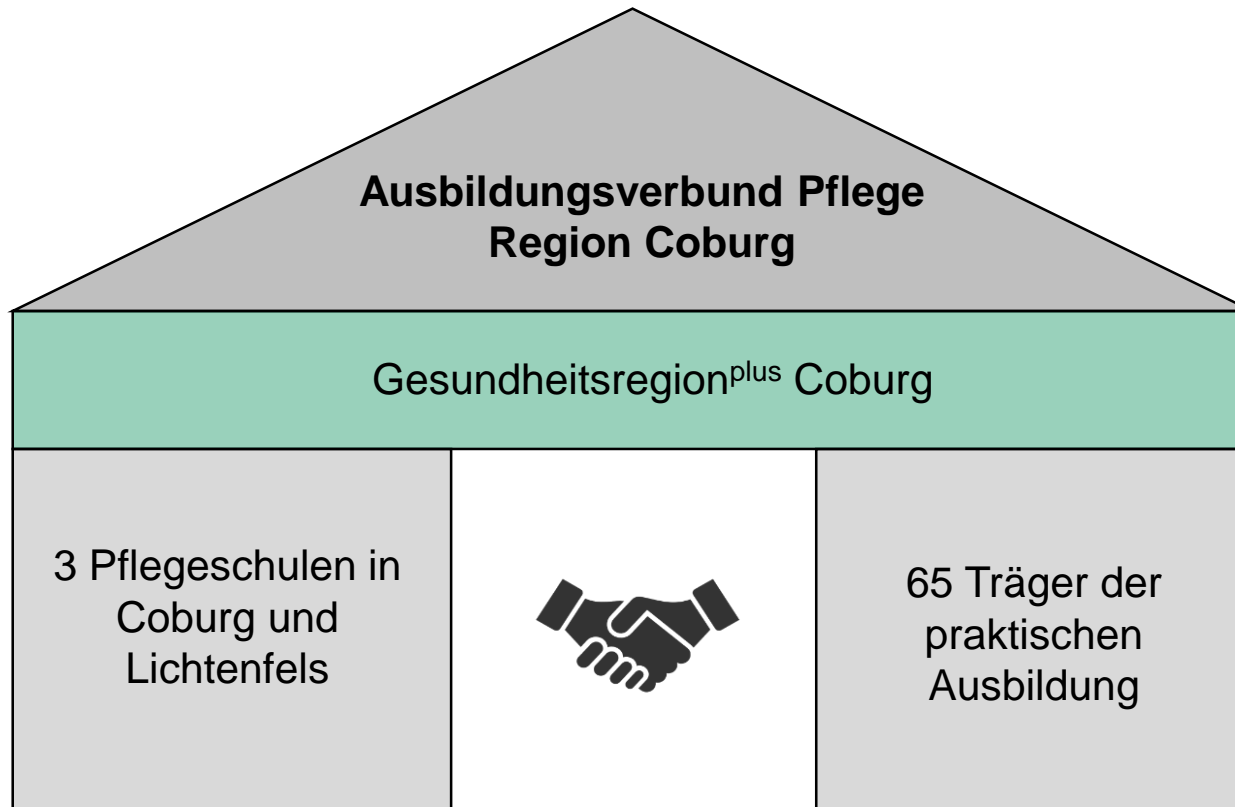 Ausbildungsverbund Pflege
Region Coburg
Gesundheitsregionplus Coburg
3 Pflegeschulen in
Coburg und
Lichtenfels
65 Träger der
praktischen
Ausbildung